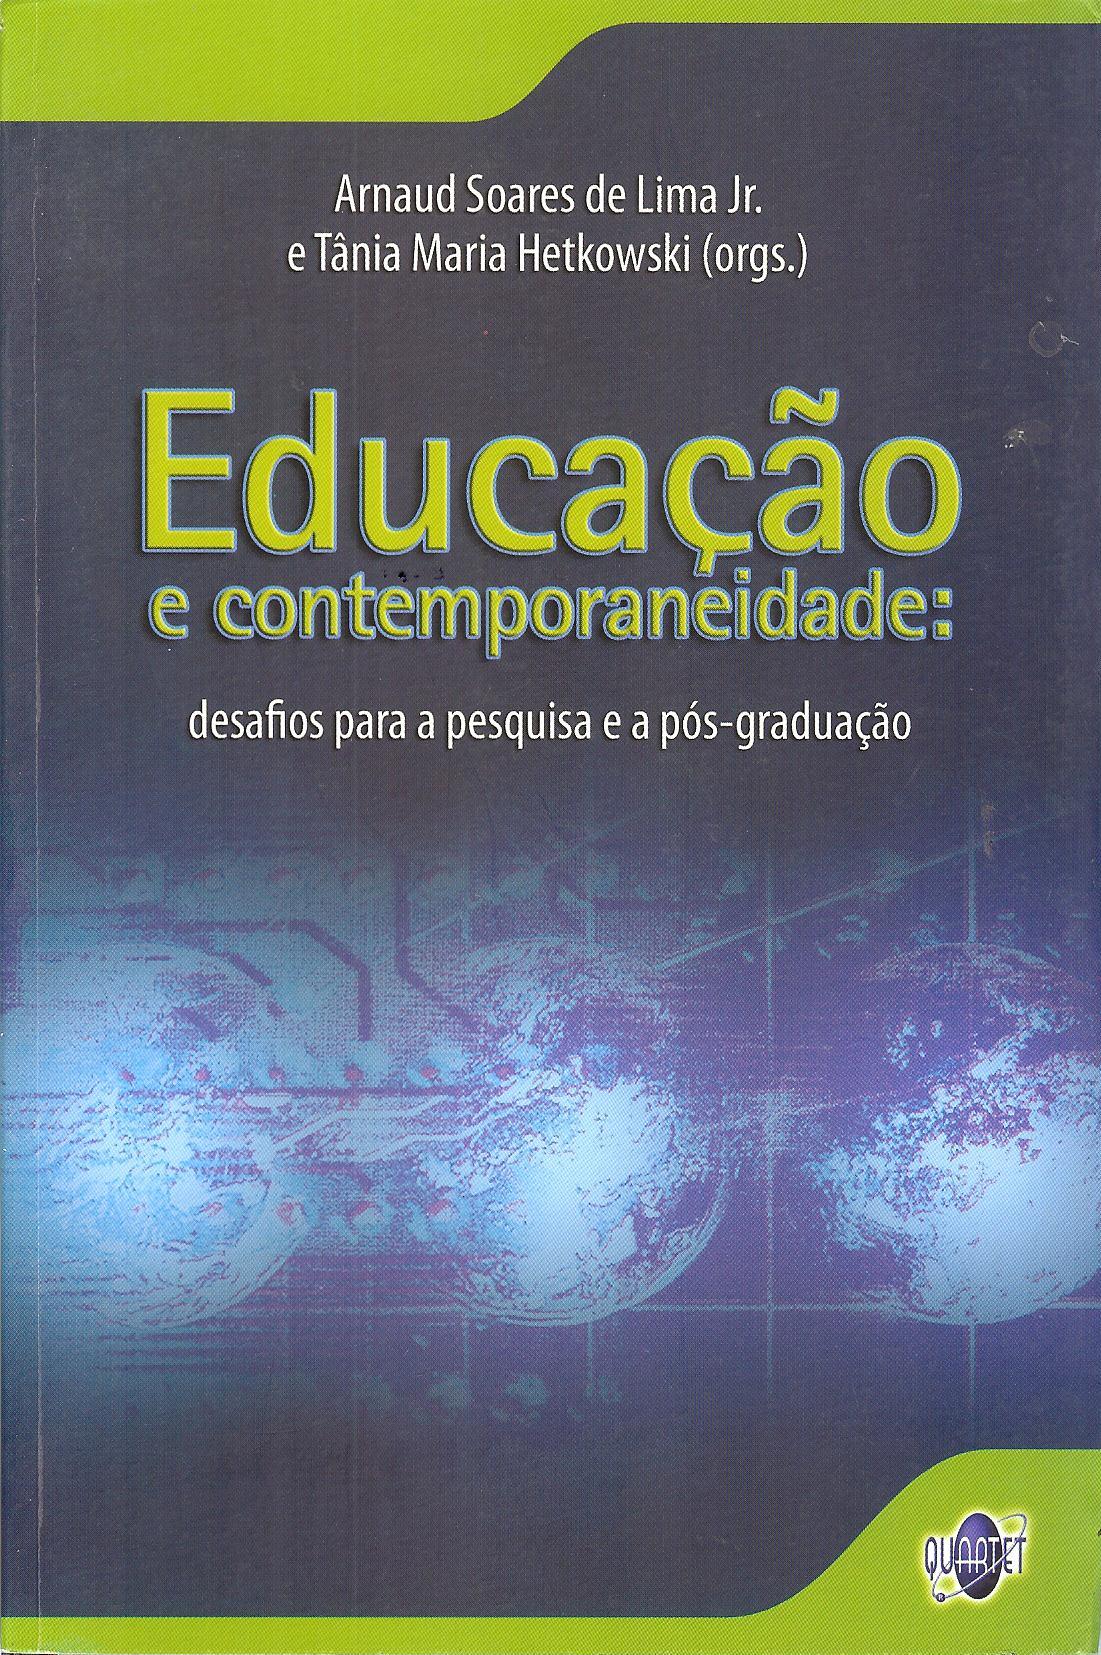 Arnaud Soares de Lima Jr.
e Tânia Maria Hetkowski (orgs.)
Educação
e contemporaneidade:
desafios para a pesquisa e a pós-graduação
QUARTET
®